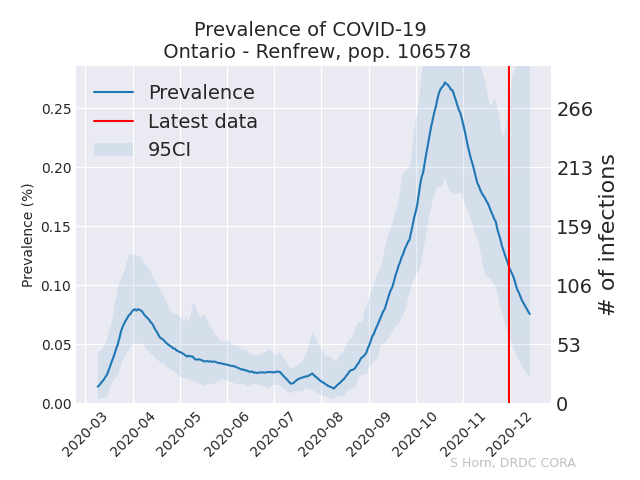 Prevalence of COVID-19
Ontario - Renfrew, pop. 106578
Prevalence
Latest data
95CI
Prevalence (%)
0.25
0.20
0.15
0.10
0.05
0.00
266
213
159
106
53
0
# of infections
2020-03
2020-04
2020-05
2020-06
2020-07
2020-08
2020-09
2020-10
2020-11
2020-12
S Horn, DRDC CORA